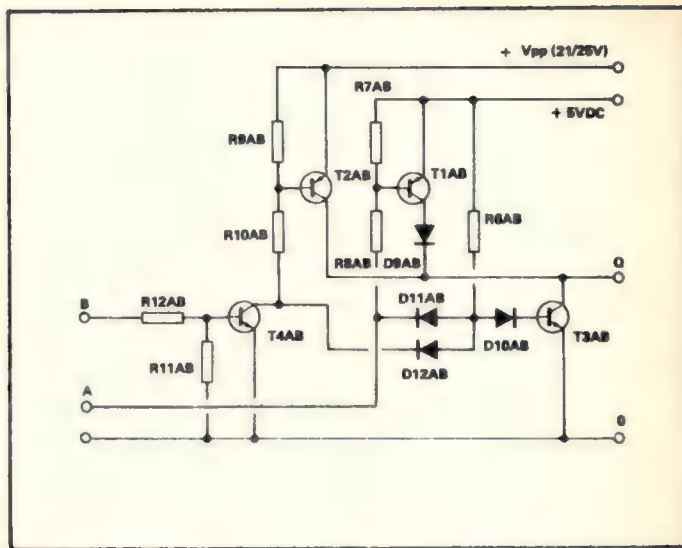 + Vpp (21/25V)
R7AB
+ 5VDC
R9AB
T2AB
T1AB
R10AB
R6AB
R8AB D9AB
Q
B
R12AB
D11AB
T4AB
D10AB
T3AB
R11AB
D12AB
A